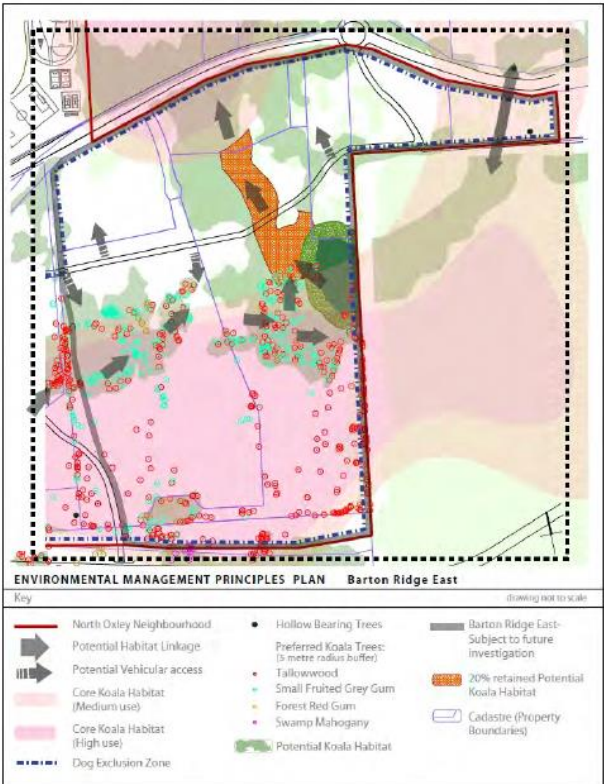 ENVIRONMENTAL MANAGEMENT PRINCIPLES PLAN Barton Ridge East
Key
drawing not to scale
North Oxley Neighbourhood
Potential Habitat Linkage
Potential Vehicular access
Core Koala Habitat
(Medium use)
Core Koala Habitat
(High use)
Dog Exclusion Zone
Hollow Bearing Trees
Preferred Koala Trees:
(5 metre radius buffer)
Tallowwood
Small Fruited Grey Gum
Forest Red Gum
Swamp Mahogany
Potential Koala Habitat
Barton Ridge East-
Subject to future
investigation
20% retained Potential
Koala Habitat
Cadastre (Property
Boundaries)